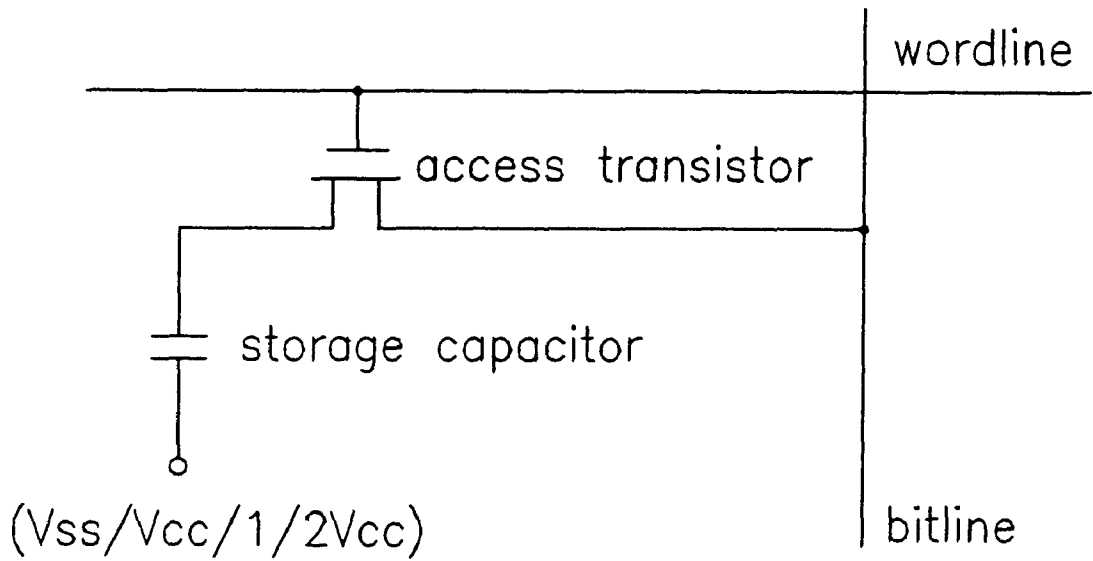 wordline
access transistor
storage capacitor
(Vss/Vcc/1/2Vcc)
bitline